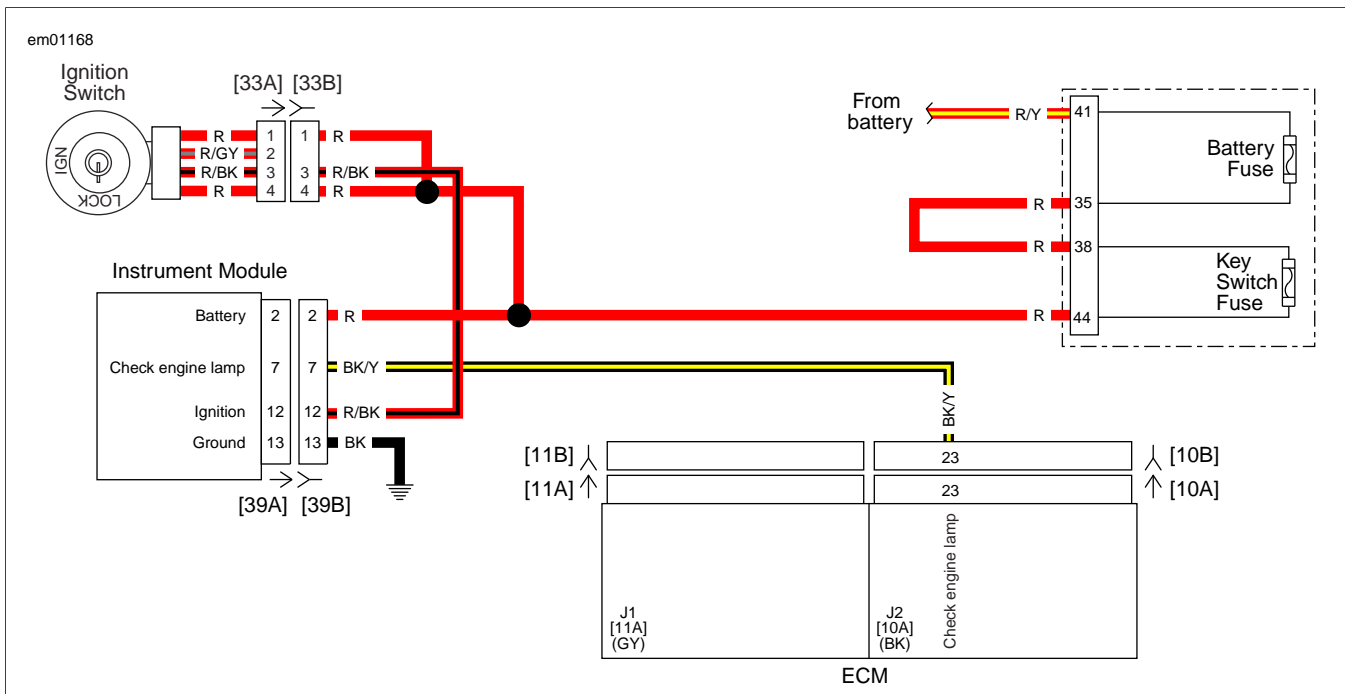 em01168
Ignition
Switch
IGN
LOCK
[33A] [33B]
R
R/GY
R/BK
R
1
2
3
4
1
3
4
R
R/BK
R
From
battery
R/Y
41
35
38
44
R
R
R
Battery
Fuse
Key
Switch
Fuse
Instrument Module
Battery
2
2
R
Check engine lamp
7
7
BK/Y
Ignition
12
12
R/BK
Ground
13
13
BK
[39A] [39B]
BK/Y
[11B]
23
[10B]
[11A]
23
[10A]
Check engine lamp
J1
[11A]
(GY)
J2
[10A]
(BK)
ECM